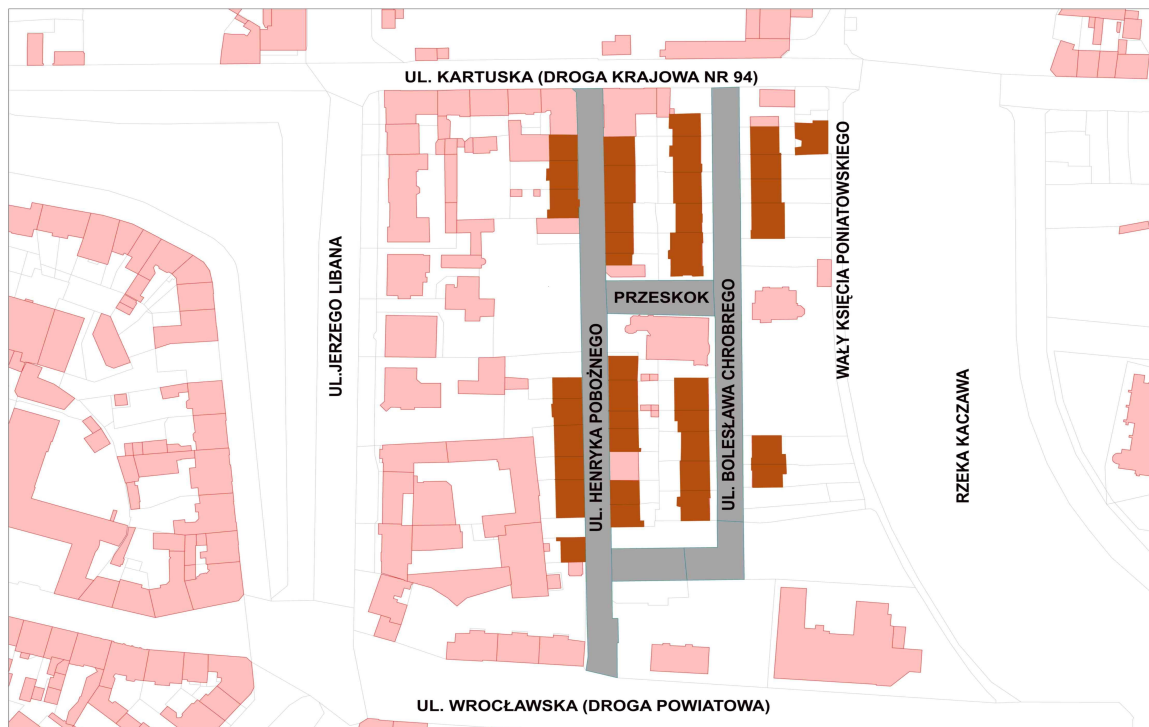 UL. KARTUSKA (DROGA KRAJOWA NR 94)
UL.JERZEGO LIBANA
UL. HENRYKA POBOŻNEGO
PRZESKOK
UL. BOLESŁAWA CHROBREGO
WAŁY KSIĘCIA PONIATOWSKIEGO
RZEKA KACZAWA
UL. WROCŁAWSKA (DROGA POWIATOWA)